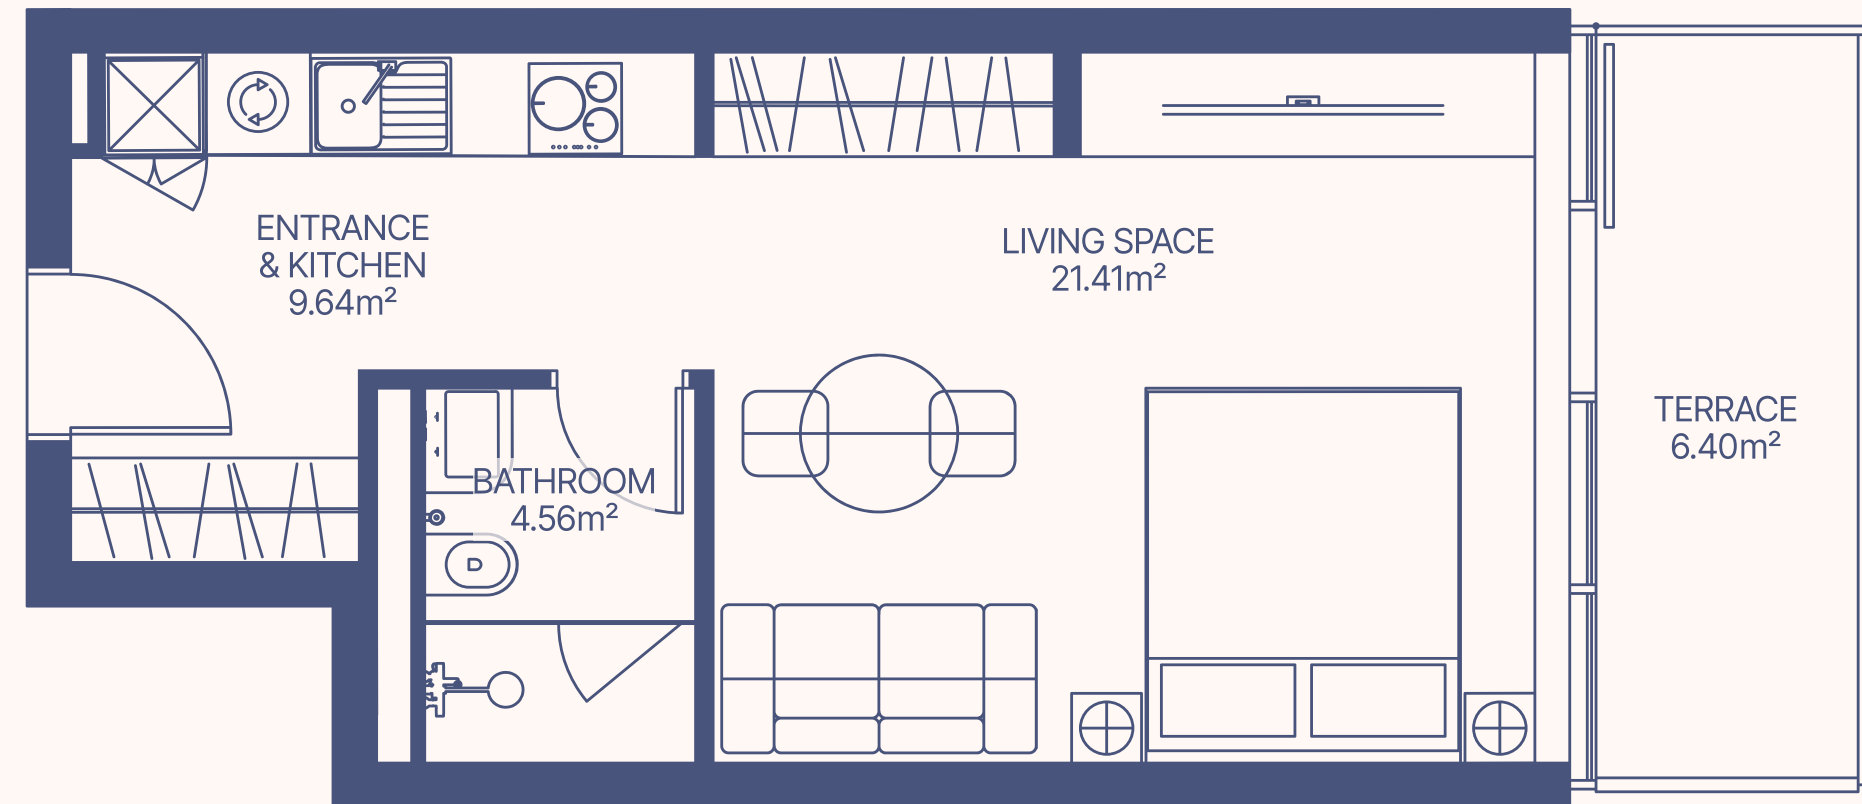 ENTRANCE
& KITCHEN
9.64m²
LIVING SPACE
21.41m²
BATHROOM
4.56m²
TERRACE
6.40m²